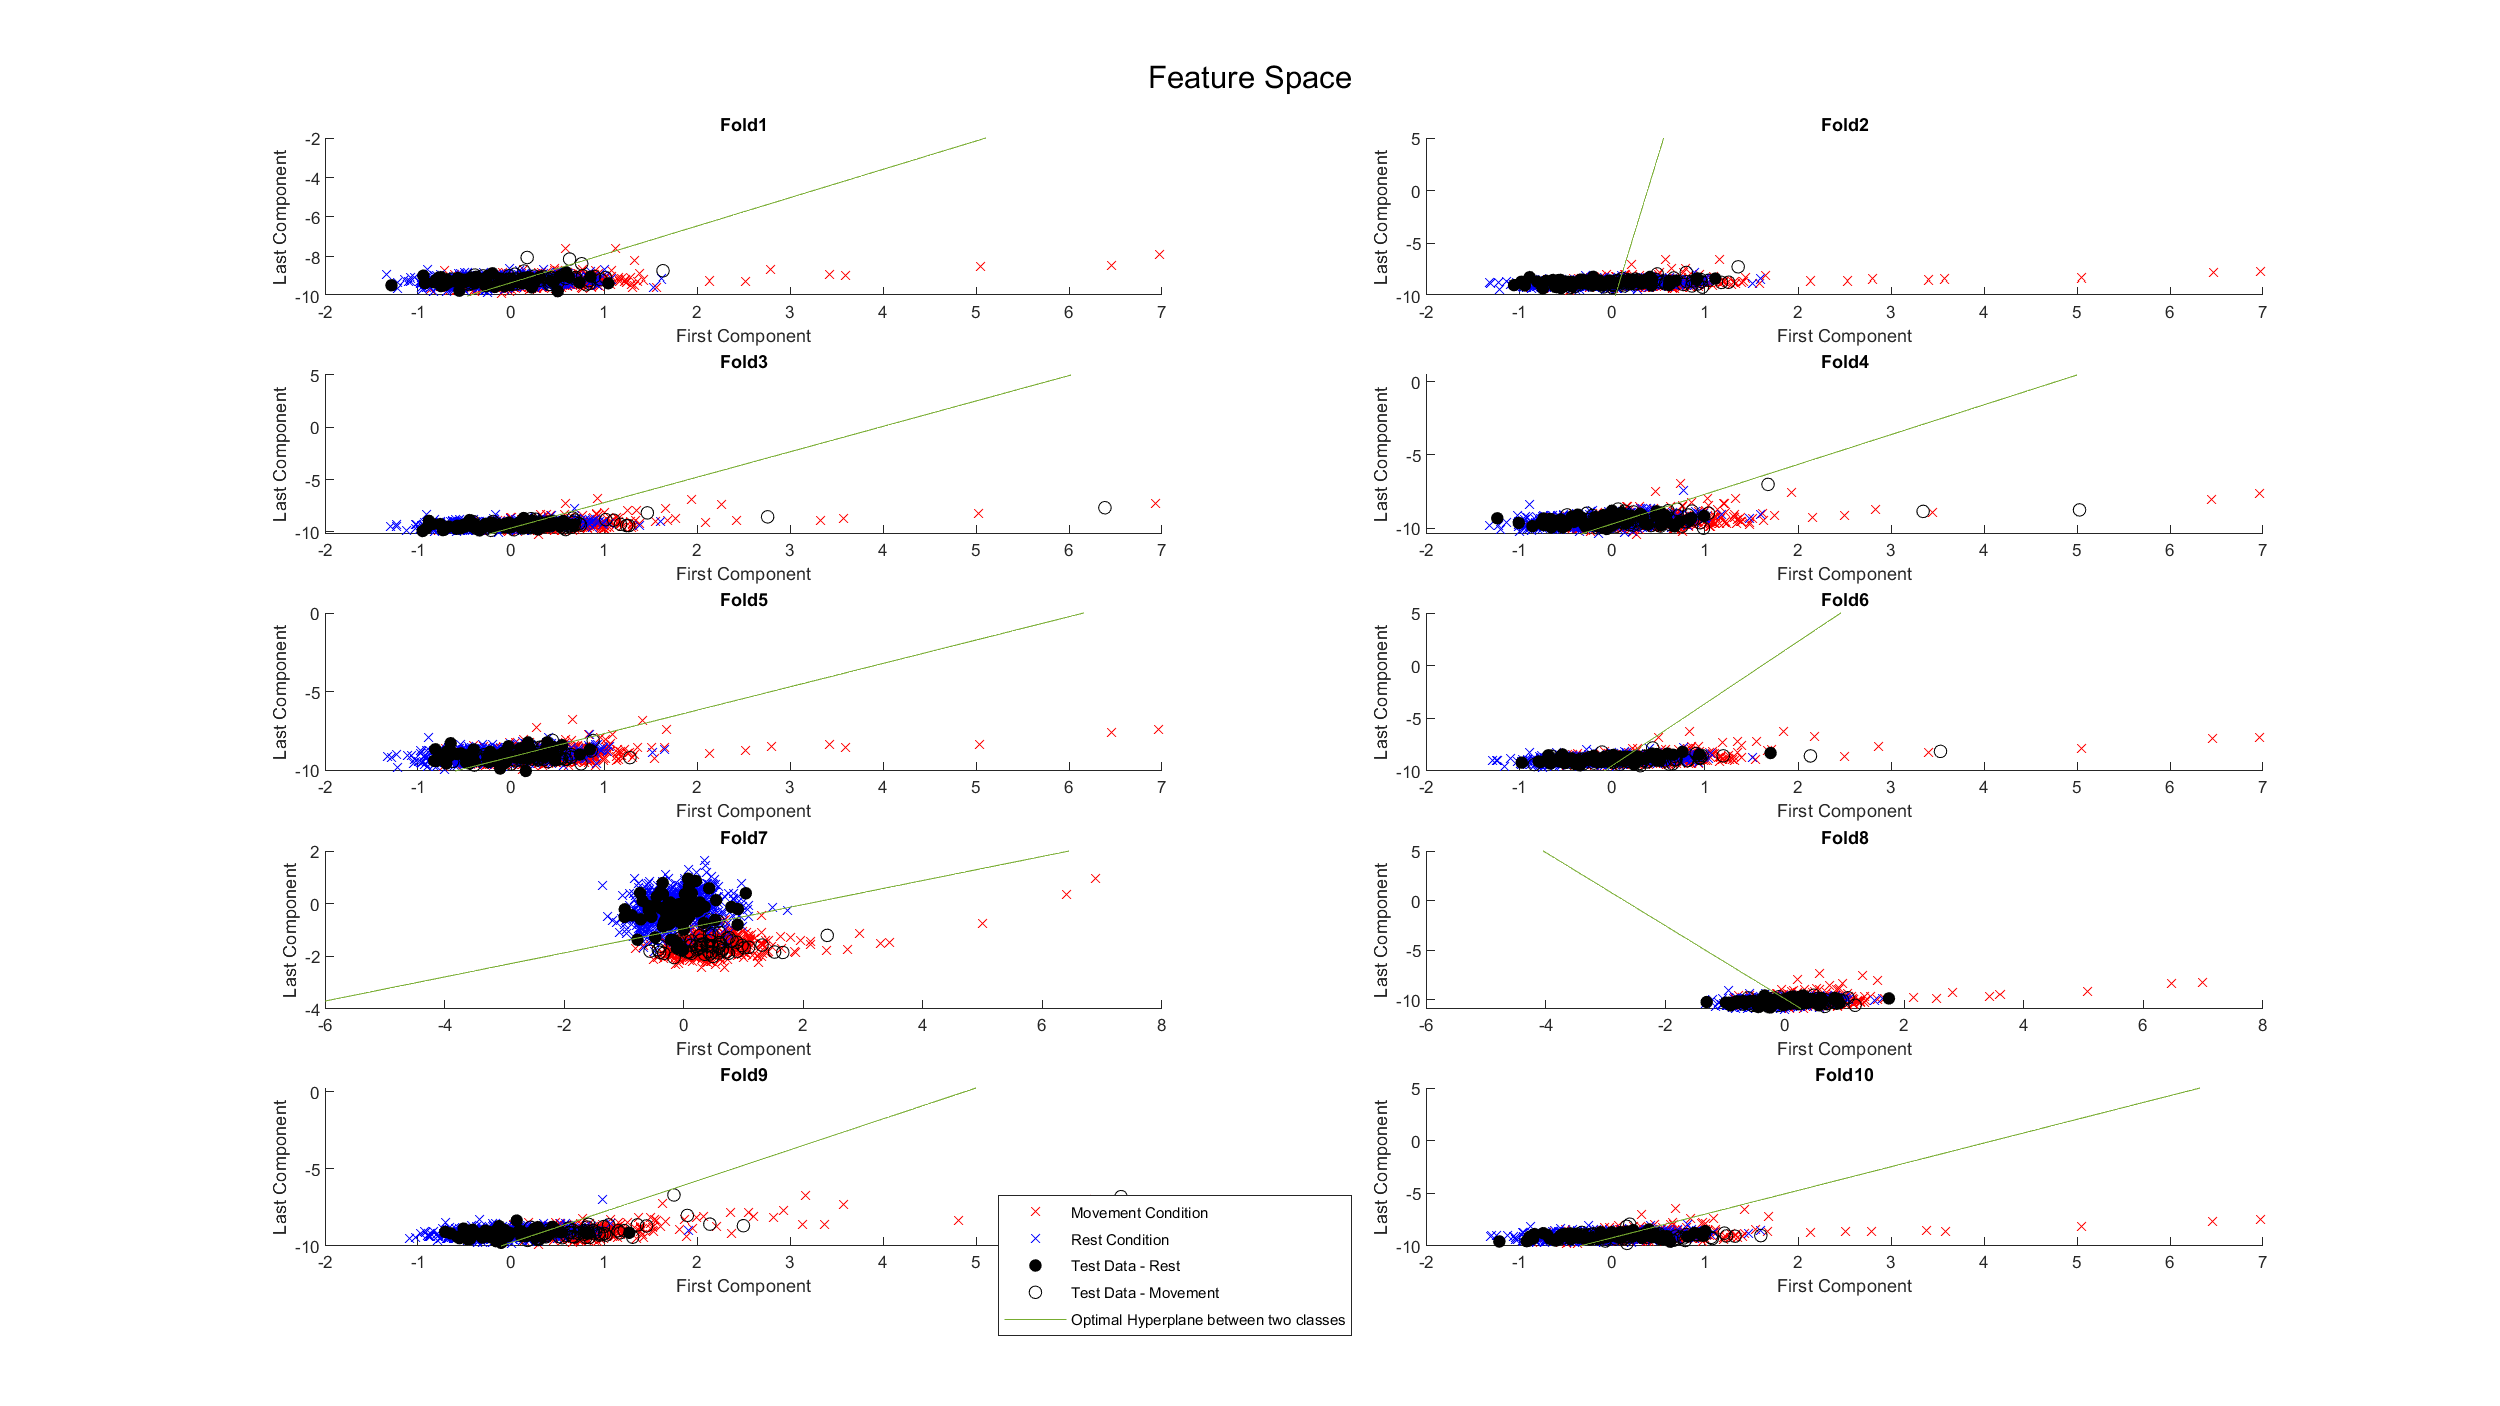 Feature Space
Fold1
Last Component
-2
-4
-6
-8
-10
-2 -1 0 1 2 3 4 5 6 7
First Component
Fold2
Last Component
5
0
-5
-10
-2 -1 0 1 2 3 4 5 6 7
First Component
Fold3
Last Component
5
0
-5
-10
-2 -1 0 1 2 3 4 5 6 7
First Component
Fold4
Last Component
0
-5
-10
-2 -1 0 1 2 3 4 5 6 7
First Component
Fold5
Last Component
0
-5
-10
-2 -1 0 1 2 3 4 5 6 7
First Component
Fold6
Last Component
5
0
-5
-10
-2 -1 0 1 2 3 4 5 6 7
First Component
Fold7
Last Component
2
0
-2
-4
-6 -4 -2 0 2 4 6 8
First Component
Fold8
Last Component
5
0
-5
-10
-6 -4 -2 0 2 4 6 8
First Component
Fold9
Last Component
0
-5
-10
-2 -1 0 1 2 3 4 5
First Component
Movement Condition
Rest Condition
Test Data - Rest
Test Data - Movement
Optimal Hyperplane between two classes
Fold10
Last Component
5
0
-5
-10
-2 -1 0 1 2 3 4 5 6 7
First Component